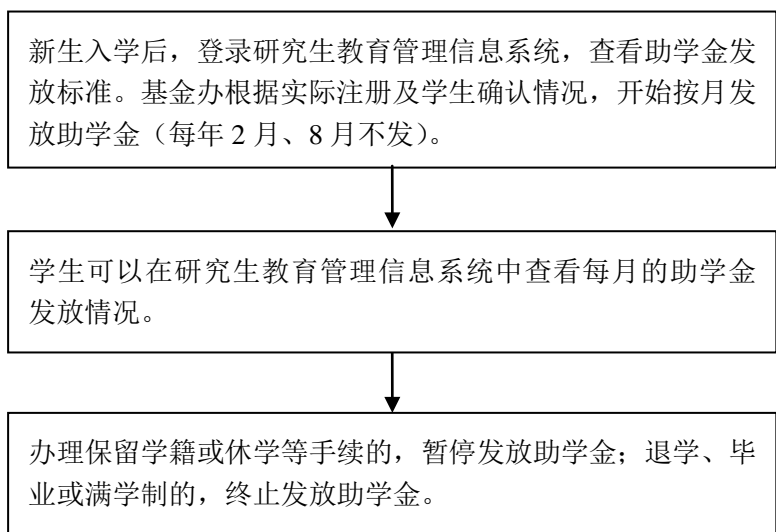 新生入学后，登录研究生教育管理信息系统，查看助学金发
放标准。基金办根据实际注册及学生确认情况，开始按月发
放助学金（每年 2 月、8 月不发）。
学生可以在研究生教育管理信息系统中查看每月的助学金
发放情况。
办理保留学籍或休学等手续的，暂停发放助学金；退学、毕
业或满学制的，终止发放助学金。